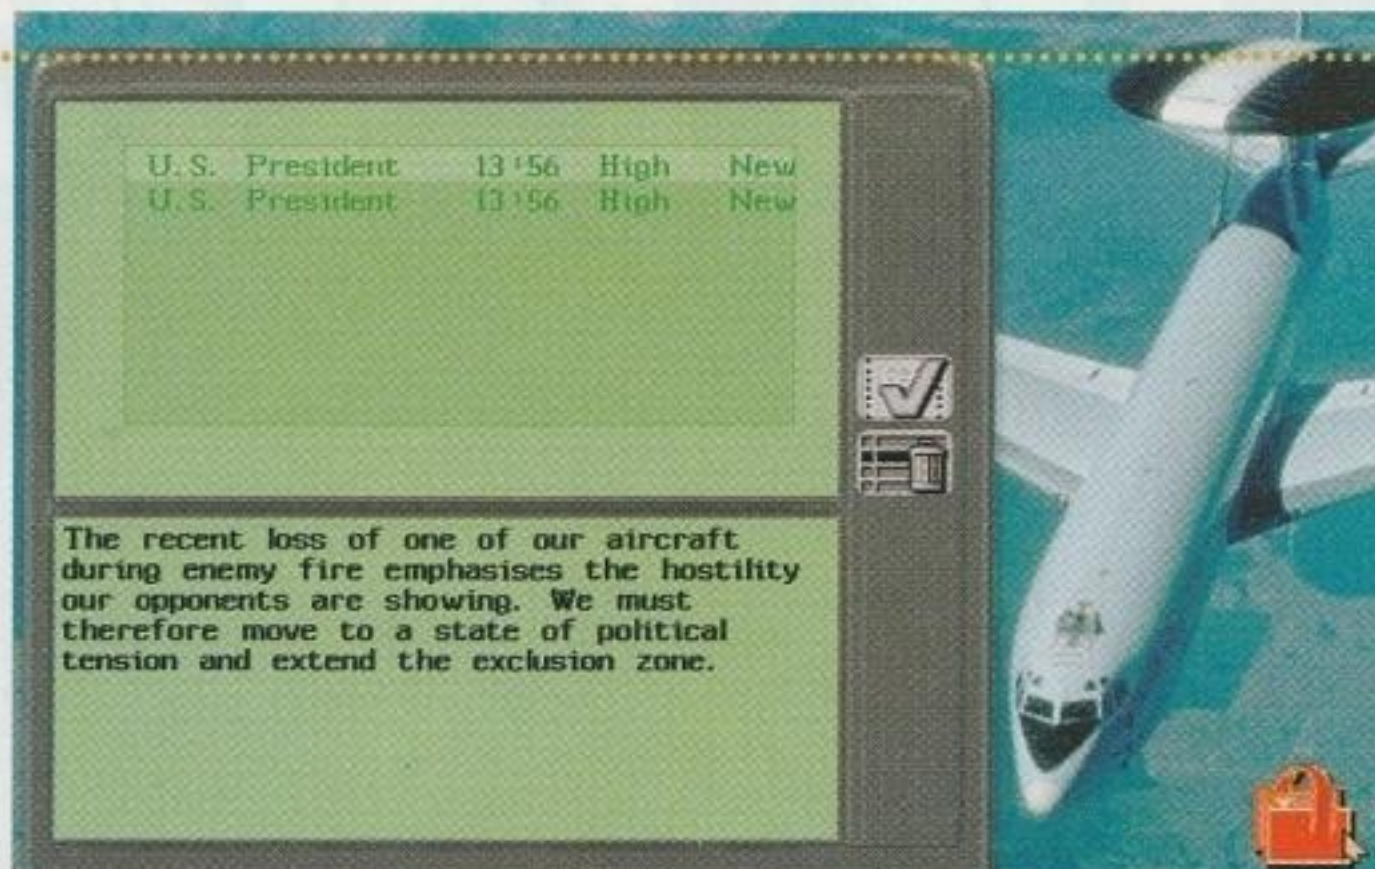 U.S. President 13:56 High New
U.S. President 13:56 High New
The recent loss of one of our aircraft
during enemy fire emphasises the hostility
our opponents are showing. We must
therefore move to a state of political
tension and extend the exclusion zone.